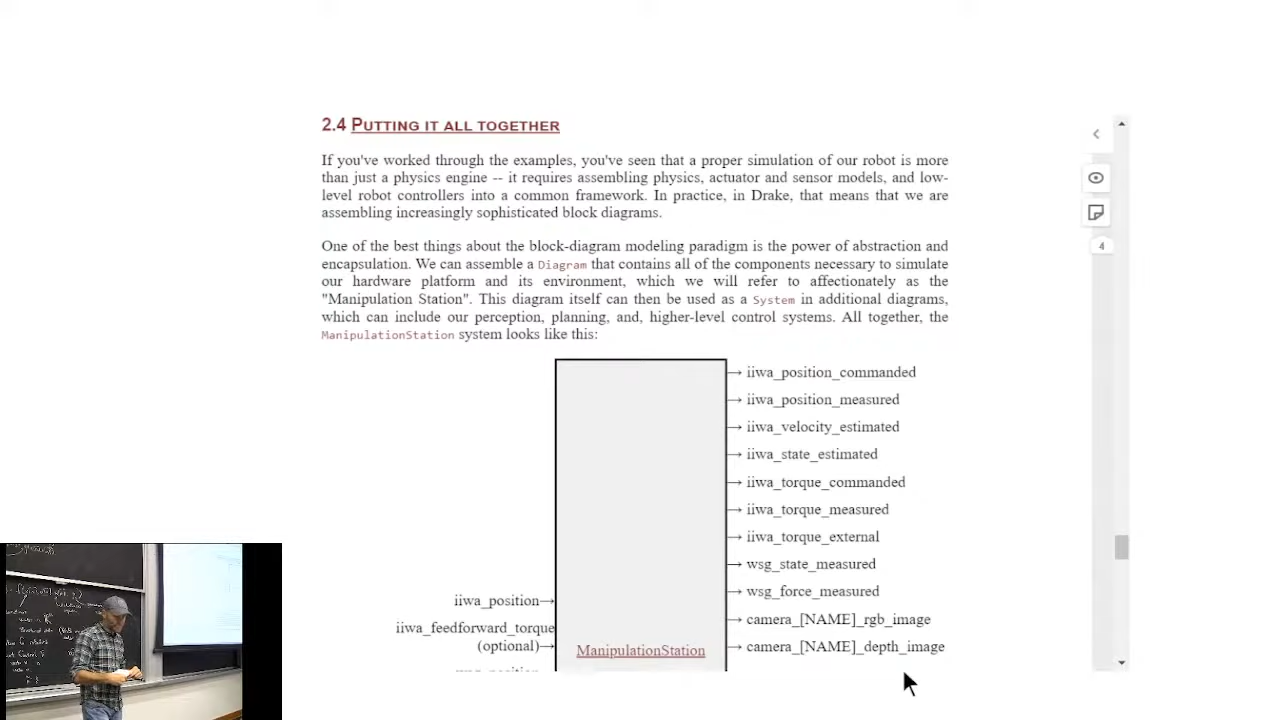 2.4 PUTTING IT ALL TOGETHER
If you've worked through the examples, you've seen that a proper simulation of our robot is more
than just a physics engine -- it requires assembling physics, actuator and sensor models, and low-
level robot controllers into a common framework. In practice, in Drake, that means that we are
assembling increasingly sophisticated block diagrams.
One of the best things about the block-diagram modeling paradigm is the power of abstraction and
encapsulation. We can assemble a Diagram that contains all of the components necessary to simulate
our hardware platform and its environment, which we will refer to affectionately as the
"Manipulation Station". This diagram itself can then be used as a System in additional diagrams,
which can include our perception, planning, and, higher-level control systems. All together, the
ManipulationStation system looks like this:
→ iiwa_position_commanded
→ iiwa_position_measured
→ iiwa_velocity_estimated
→ iiwa_state_estimated
→ iiwa_torque_commanded
→ iiwa_torque_measured
→ iiwa_torque_external
→ wsg_state_measured
→ wsg_force_measured
→ camera_[NAME]_rgb_image
→ camera_[NAME]_depth_image
iiwa_position→
iiwa_feedforward_torque
(optional)→
ManipulationStation
4